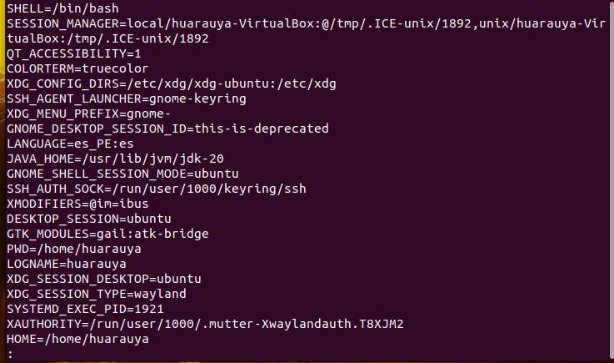 SHELL=/bin/bash
SESSION_MANAGER=local/huarauya-VirtualBox:@/tmp/.ICE-unix/1892,unix/huarauya-Vir
tualBox:/tmp/.ICE-unix/1892
QT_ACCESSIBILITY=1
COLORTERM=truecolor
XDG_CONFIG_DIRS=/etc/xdg/xdg-ubuntu:/etc/xdg
SSH_AGENT_LAUNCHER=gnome-keyring
XDG_MENU_PREFIX=gnome-
GNOME_DESKTOP_SESSION_ID=this-is-deprecated
LANGUAGE=es_PE:es
JAVA_HOME=/usr/lib/jvm/jdk-20
GNOME_SHELL_SESSION_MODE=ubuntu
SSH_AUTH_SOCK=/run/user/1000/keyring/ssh
XMODIFIERS=@im=ibus
DESKTOP_SESSION=ubuntu
GTK_MODULES=gail:atk-bridge
PWD=/home/huarauya
LOGNAME=huarauya
XDG_SESSION_DESKTOP=ubuntu
XDG_SESSION_TYPE=wayland
SYSTEMD_EXEC_PID=1921
XAUTHORITY=/run/user/1000/.mutter-Xwaylandauth.T8XJM2
HOME=/home/huarauya
: